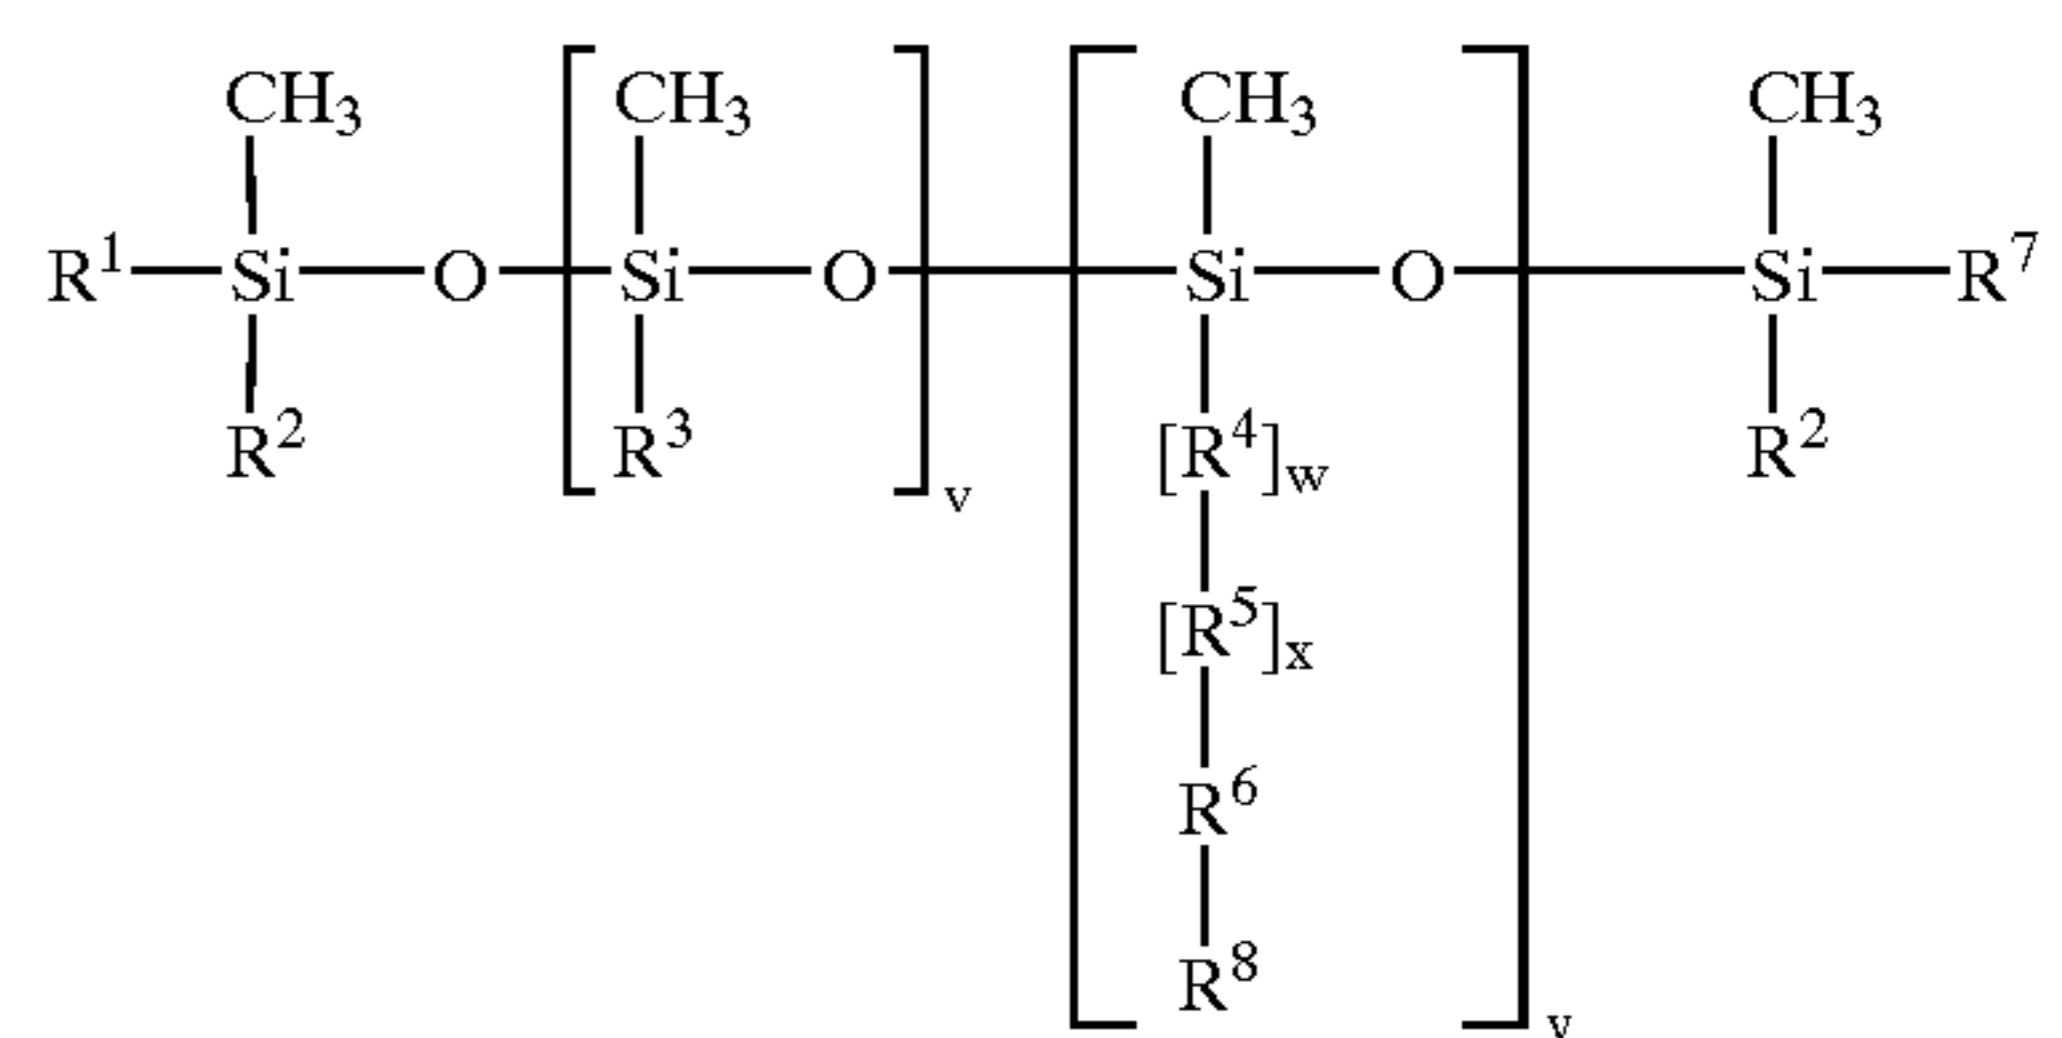 CH3 CH3 CH3 CH3
R1 Si O Si O Si O Si R7
R2 R3 [R4]w R2
v
[R5]x
R6
R8
v